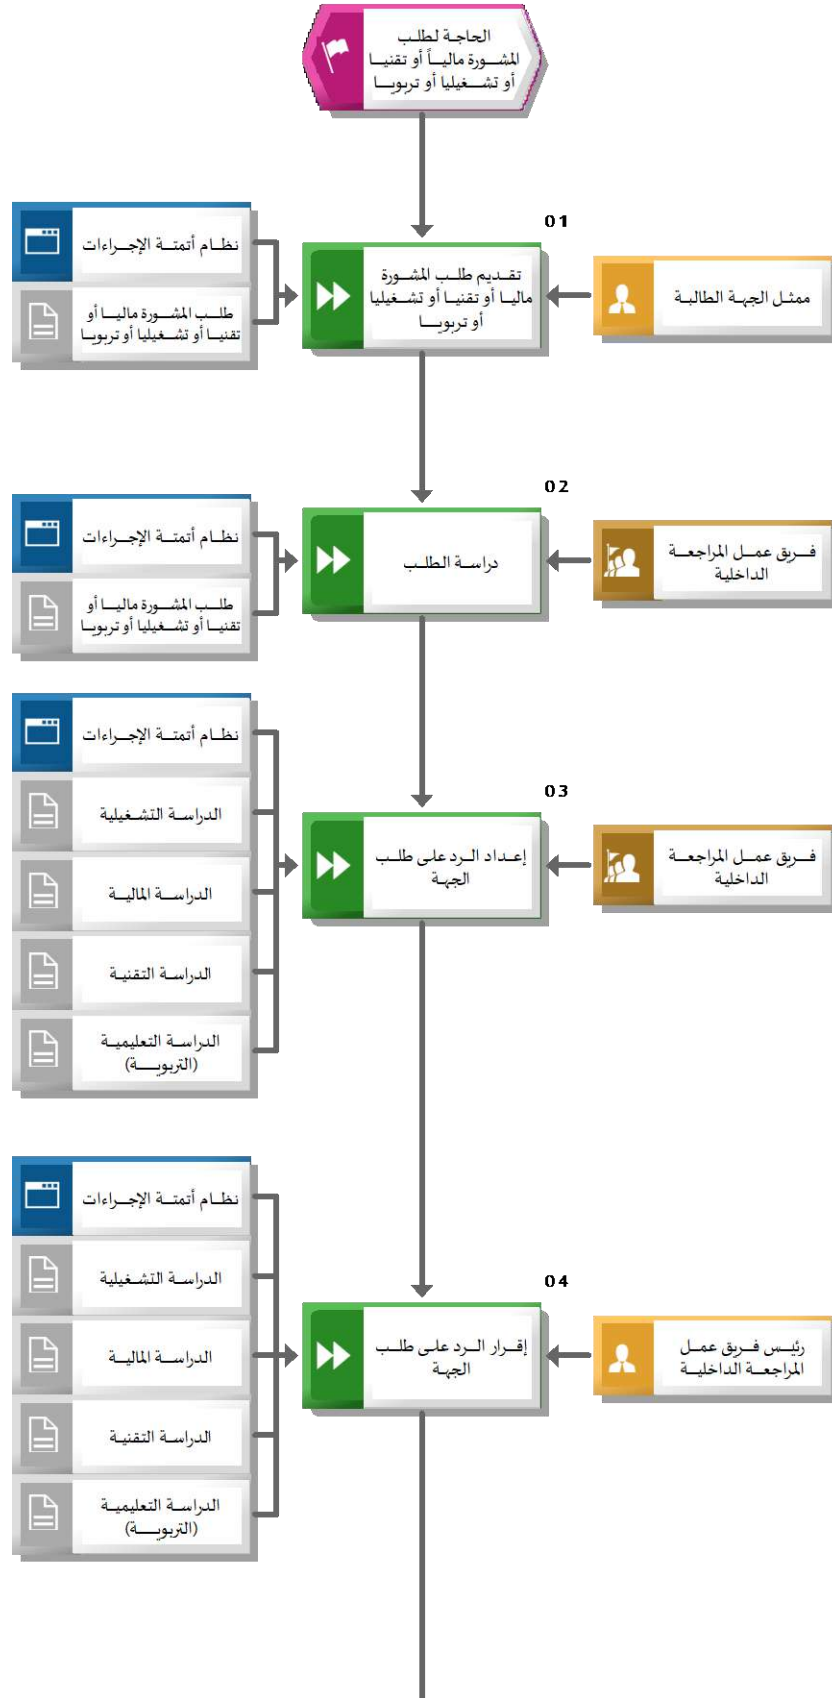 الحاجة لطلب
المشورة مالياً أو تقنيا
أو تشغيليا أو تربويا
01
ممثل الجهة الطالبة
تقديم طلب المشورة
ماليا أو تقنيا أو تشغيليا
أو تربويا
نظام أتمتة الإجراءات
طلب المشورة ماليا أو
تقنيا أو تشغيليا أو تربويا
02
فريق عمل المراجعة
الداخلية
دراسة الطلب
نظام أتمتة الإجراءات
طلب المشورة ماليا أو
تقنيا أو تشغيليا أو تربويا
03
فريق عمل المراجعة
الداخلية
إعداد الرد على طلب
الجهة
نظام أتمتة الإجراءات
الدراسة التشغيلية
الدراسة المالية
الدراسة التقنية
الدراسة التعليمية
(التربوية)
04
رئيس فريق عمل
المراجعة الداخلية
إقرار الرد على طلب
الجهة
نظام أتمتة الإجراءات
الدراسة التشغيلية
الدراسة المالية
الدراسة التقنية
الدراسة التعليمية
(التربوية)